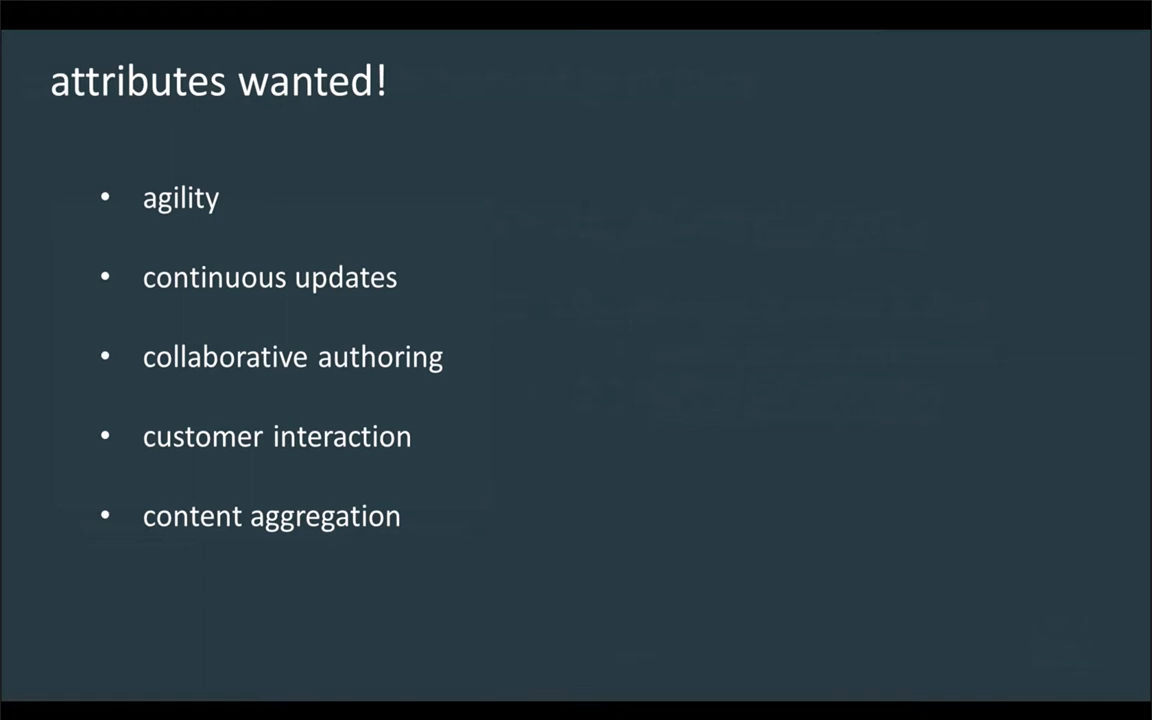 attributes wanted!
• agility
• continuous updates
• collaborative authoring
• customer interaction
• content aggregation